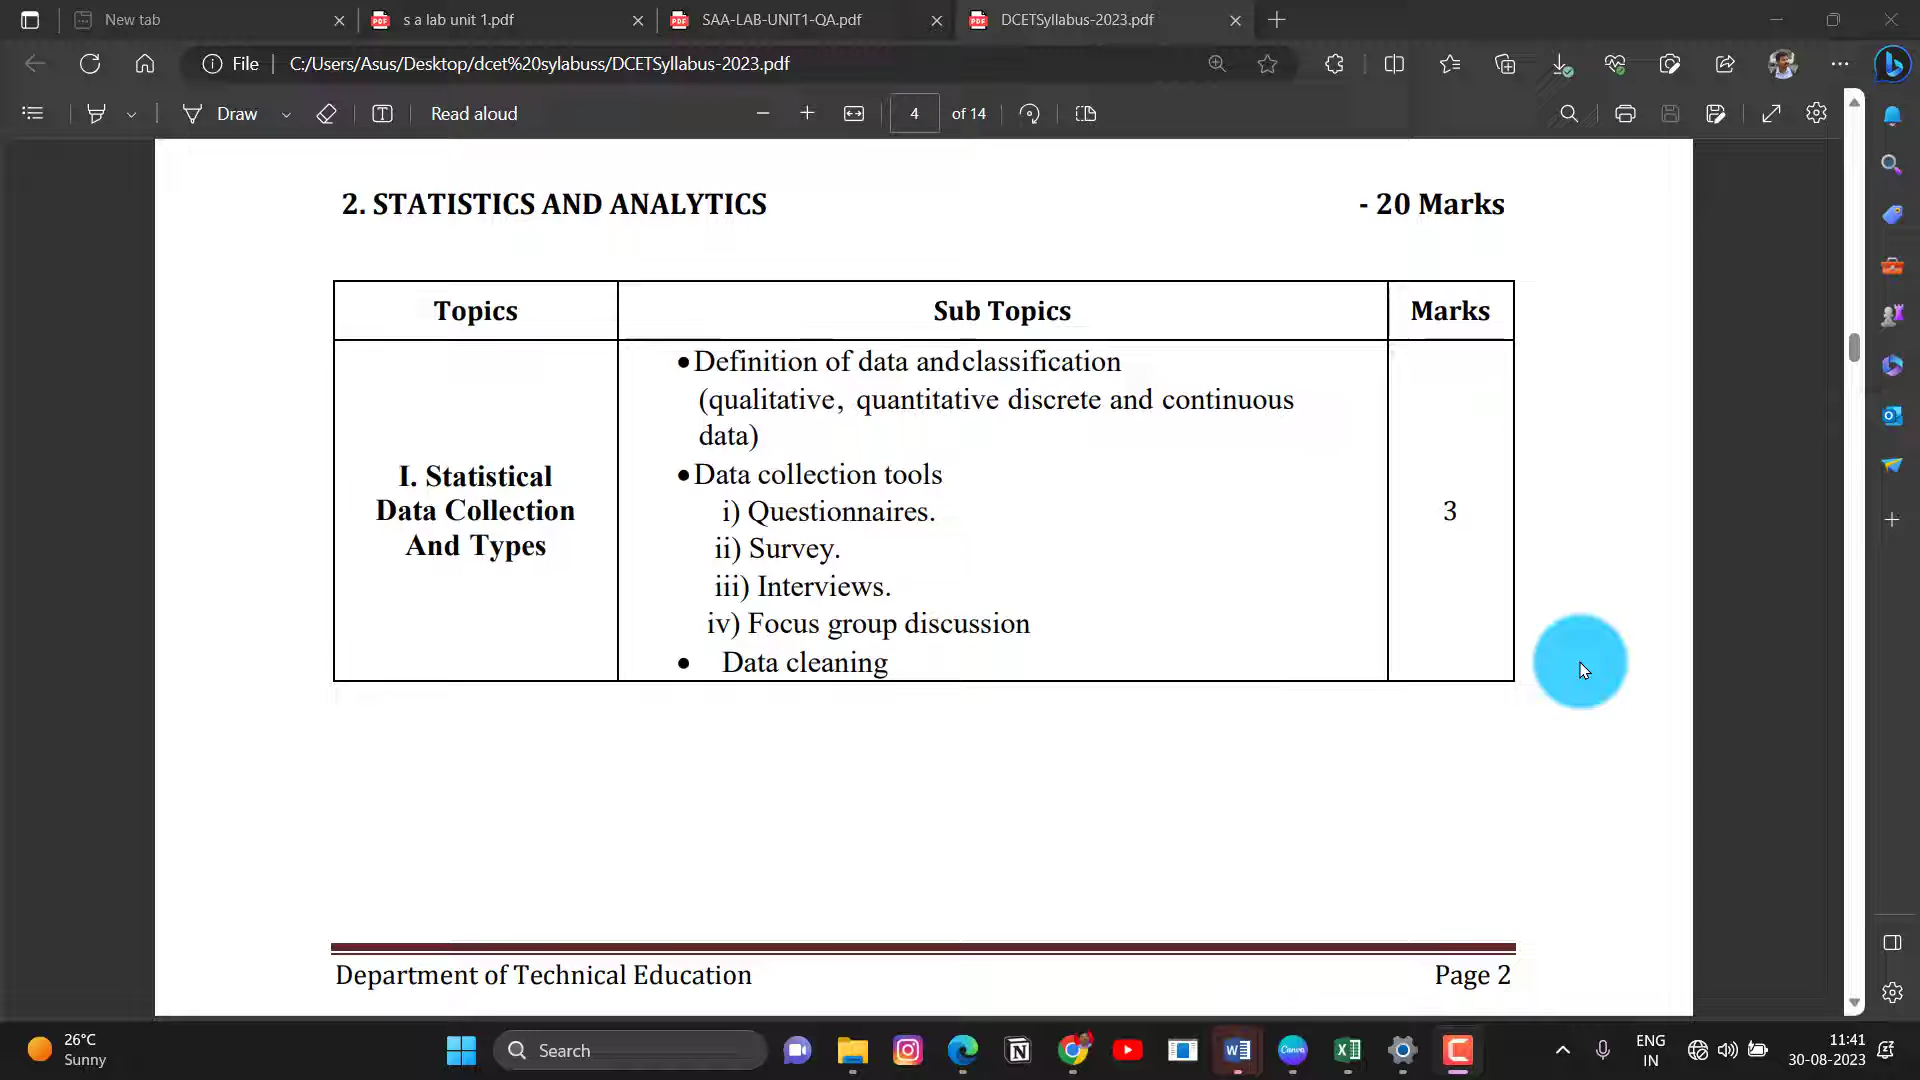 New tab
s a lab unit 1.pdf
SAA-LAB-UNIT1-QA.pdf
DCETSyllabus-2023.pdf
File
C:/Users/Asus/Desktop/dcet%20sylabuss/DCETSyllabus-2023.pdf
Draw
Read aloud
4 of 14
2. STATISTICS AND ANALYTICS - 20 Marks
Topics Sub Topics Marks
•Definition of data andclassification
(qualitative, quantitative discrete and continuous
data)
•Data collection tools
i) Questionnaires.
ii) Survey.
iii) Interviews.
iv) Focus group discussion
• Data cleaning
I. Statistical
Data Collection
And Types
3
Department of Technical Education Page 2
26°C
Sunny
Search
Canva
ENG
IN
11:41
30-08-2023